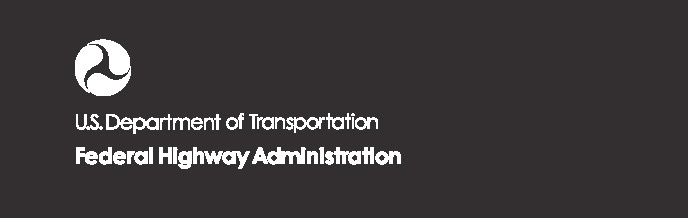 U.S. Department of Transportation
Federal Highway Administration